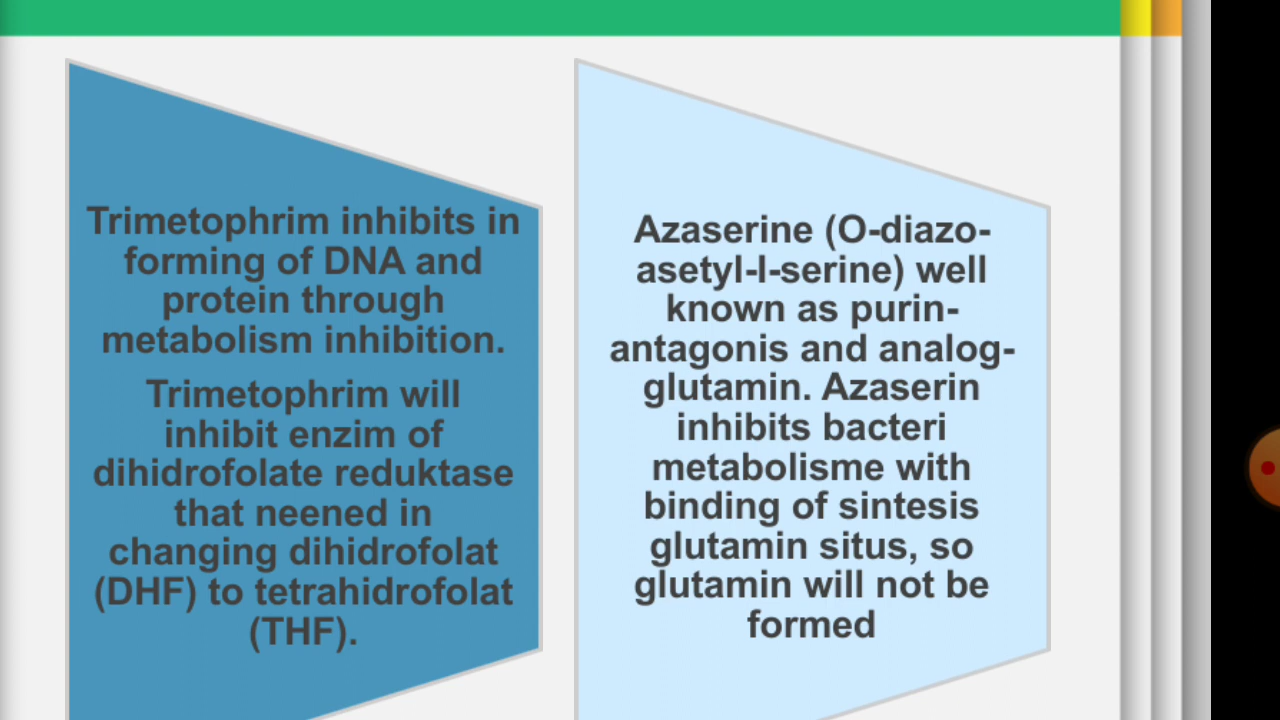 Trimetophrim inhibits in
forming of DNA and
protein through
metabolism inhibition.
Trimetophrim will
inhibit enzim of
dihidrofolate reduktase
that neened in
changing dihidrofolat
(DHF) to tetrahidrofolat
(THF).
Azaserine (O-diazo-
asetyl-l-serine) well
known as purin-
antagonis and analog-
glutamin. Azaserin
inhibits bacteri
metabolisme with
binding of sintesis
glutamin situs, so
glutamin will not be
formed